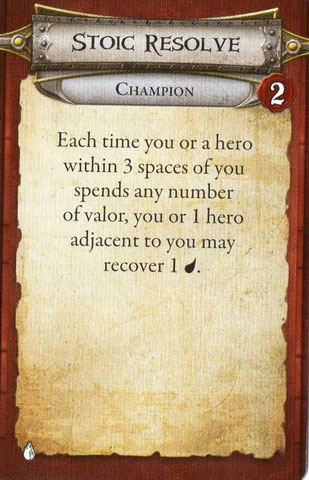 Stoic Resolve
Champion
2
Each time you or a hero
within 3 spaces of you
spends any number
of valor, you or 1 hero
adjacent to you may
recover 1 .